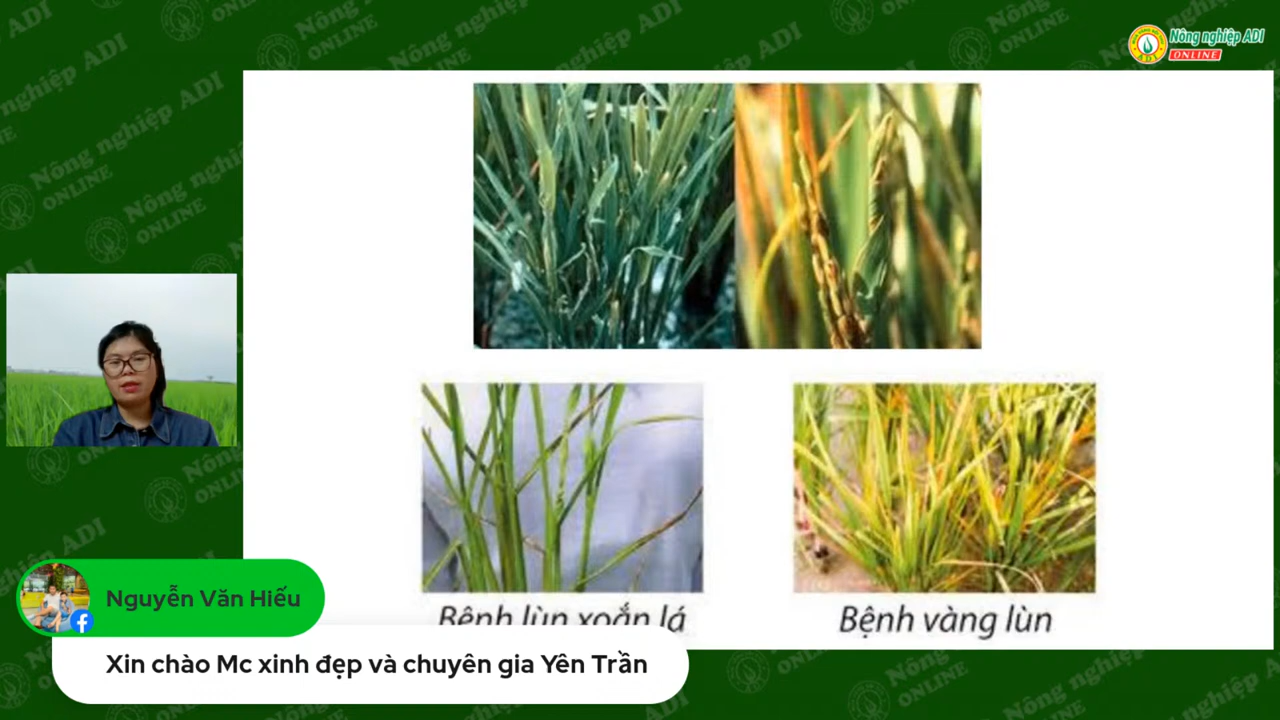 Nông nghiệp ADI
ONLINE
Bệnh lùn xoắn lá
Bệnh vàng lùn
Nguyễn Văn Hiếu
Xin chào Mc xinh đẹp và chuyên gia Yên Trần